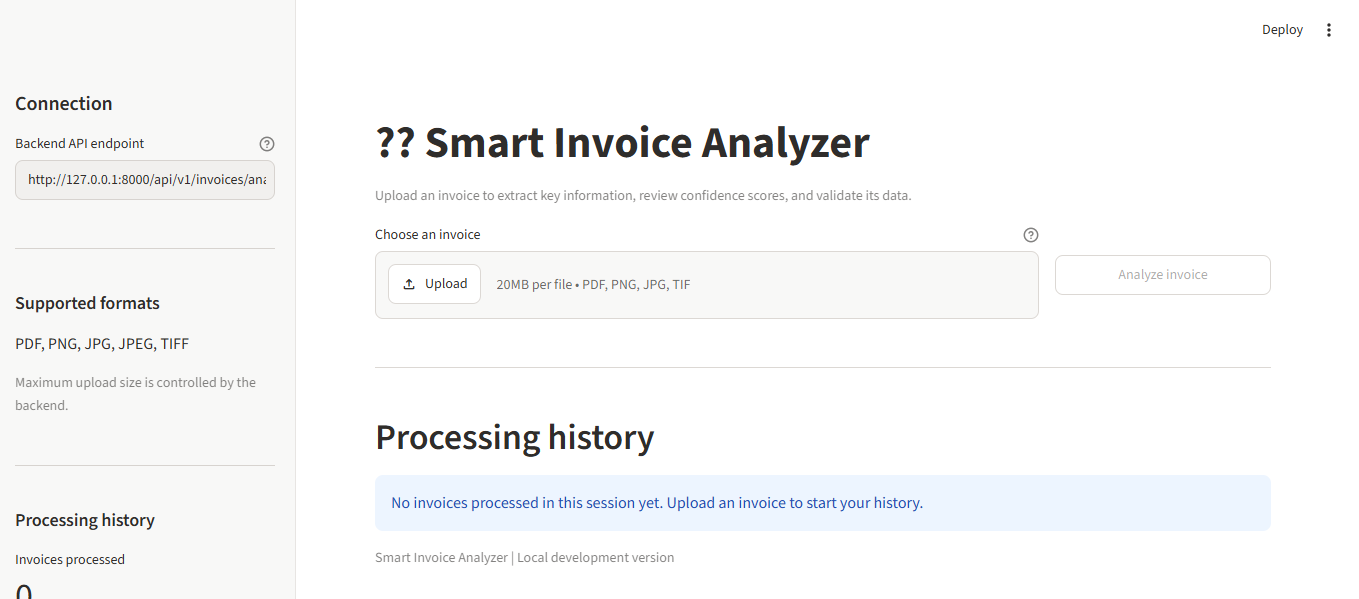 Deploy
Connection
Backend API endpoint
http://127.0.0.1:8000/api/v1/invoices/ana
Supported formats
PDF, PNG, JPG, JPEG, TIFF
Maximum upload size is controlled by the
backend.
Processing history
Invoices processed
0
?? Smart Invoice Analyzer
Upload an invoice to extract key information, review confidence scores, and validate its data.
Choose an invoice
Upload
20MB per file • PDF, PNG, JPG, TIF
Analyze invoice
Processing history
No invoices processed in this session yet. Upload an invoice to start your history.
Smart Invoice Analyzer | Local development version